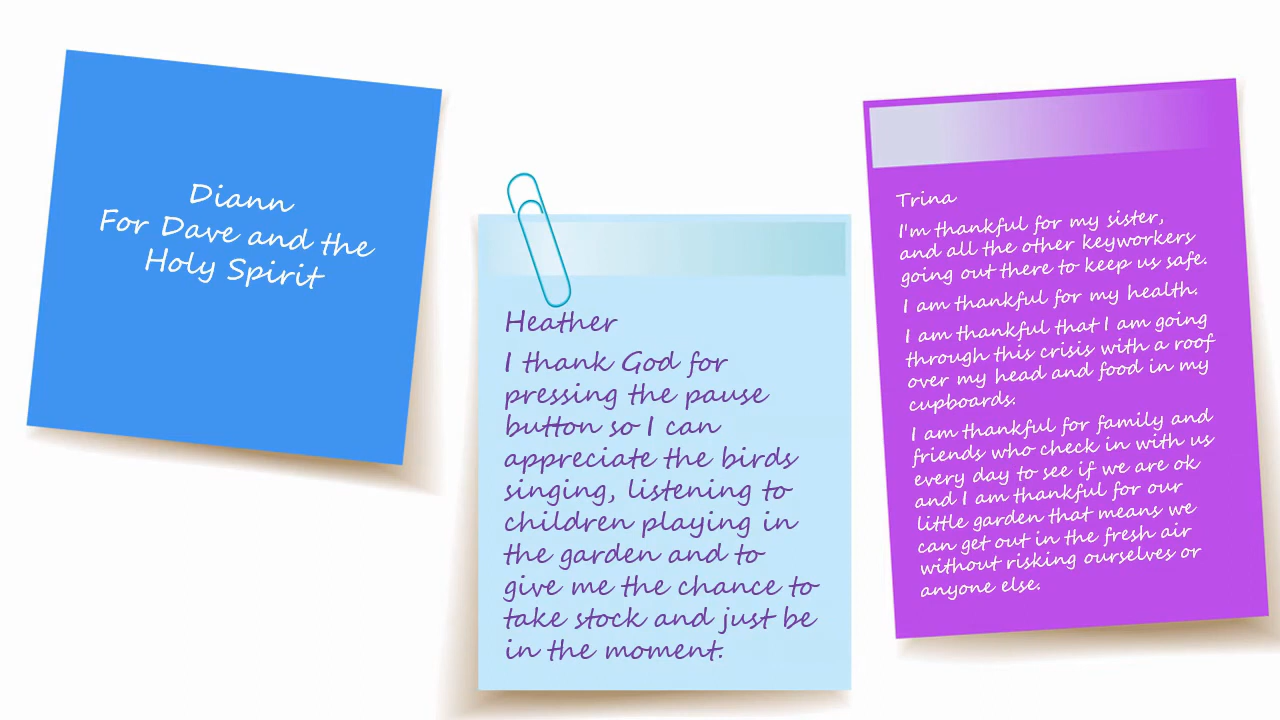 Diann
For Dave and the
Holy Spirit
Heather
I thank God for
pressing the pause
button so I can
appreciate the birds
singing, listening to
children playing in
the garden and to
give me the chance to
take stock and just be
in the moment.
Trina
I'm thankful for my sister,
and all the other keyworkers
going out there to keep us safe.
I am thankful for my health.
I am thankful that I am going
through this crisis with a roof
over my head and food in my
cupboards.
I am thankful for family and
friends who check in with us
every day to see if we are ok
and I am thankful for our
little garden that means we
can get out in the fresh air
without risking ourselves or
anyone else.